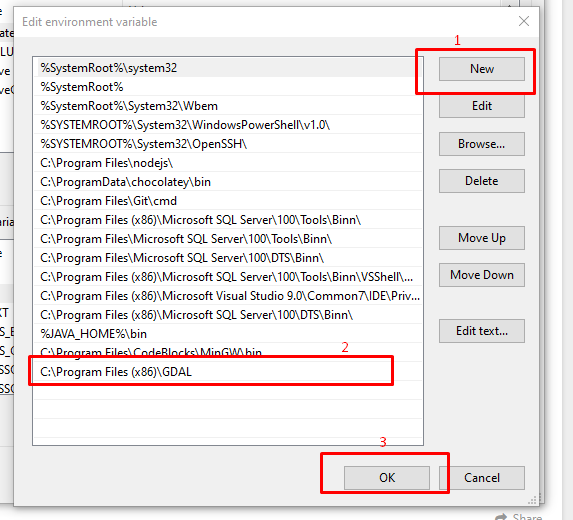 Edit environment variable
1
%SystemRoot%\system32
New
%SystemRoot%
%SystemRoot%\System32\Wbem
Edit
%SYSTEMROOT%\System32\WindowsPowerShell\v1.0\
%SYSTEMROOT%\System32\OpenSSH\
Browse...
C:\Program Files\nodejs\
C:\ProgramData\chocolatey\bin
Delete
C:\Program Files\Git\cmd
C:\Program Files (x86)\Microsoft SQL Server\100\Tools\Binn\
C:\Program Files\Microsoft SQL Server\100\Tools\Binn\
Move Up
C:\Program Files\Microsoft SQL Server\100\DTS\Binn\
C:\Program Files (x86)\Microsoft SQL Server\100\Tools\Binn\VSShell\...
Move Down
C:\Program Files (x86)\Microsoft Visual Studio 9.0\Common7\IDE\Priv...
C:\Program Files (x86)\Microsoft SQL Server\100\DTS\Binn\
%JAVA_HOME%\bin
Edit text...
C:\Program Files\CodeBlocks\MinGW\bin
2
C:\Program Files (x86)\GDAL
3
OK
Cancel
Share